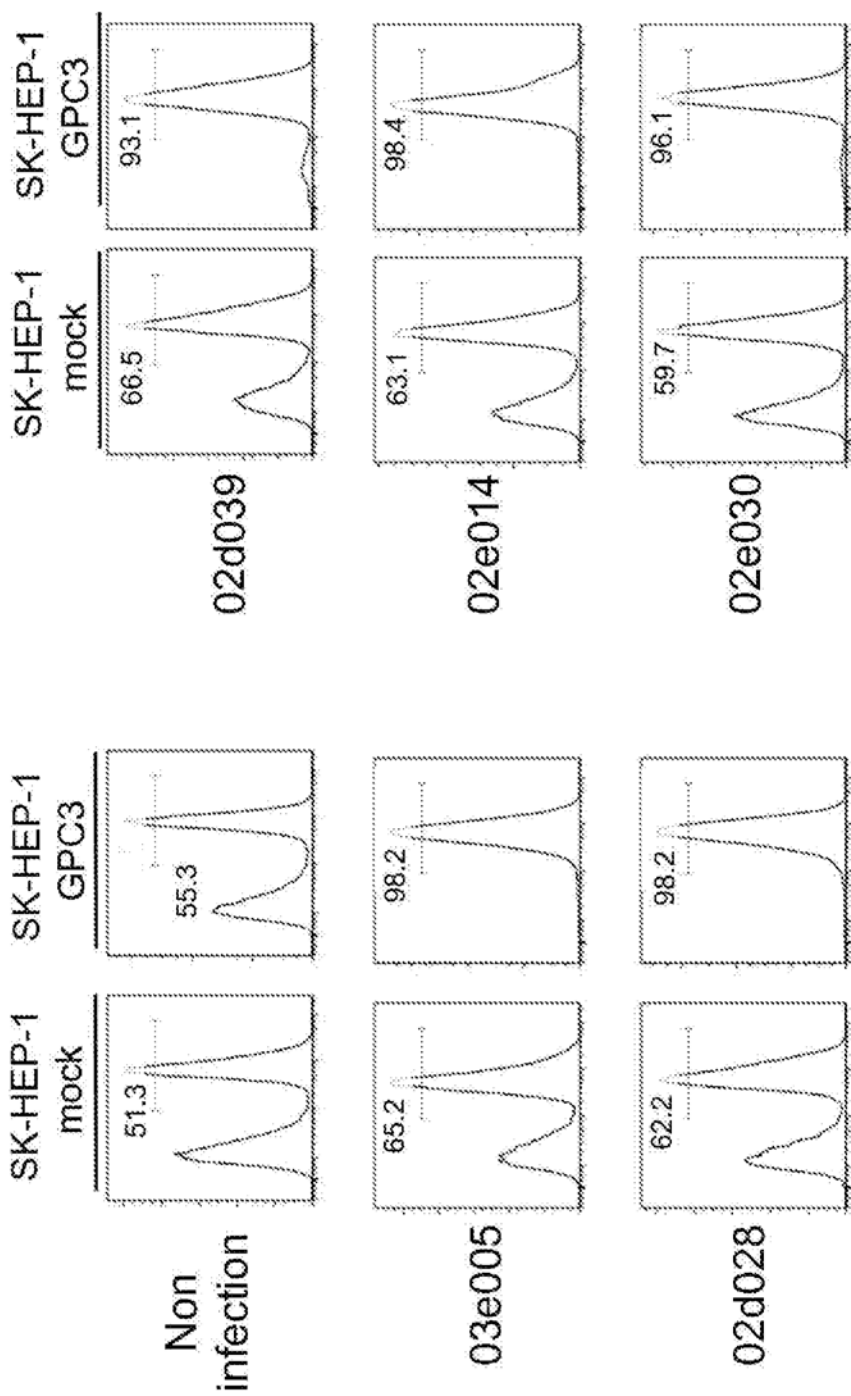 SK-HEP-1 SK-HEP-1 SK-HEP-1 SK-HEP-1
mock GPC3 mock GPC3
Non
infection
51.3
55.3
02d039
66.5
93.1
03e005
65.2
98.2
02e014
63.1
98.4
02d028
62.2
98.2
02e030
59.7
96.1